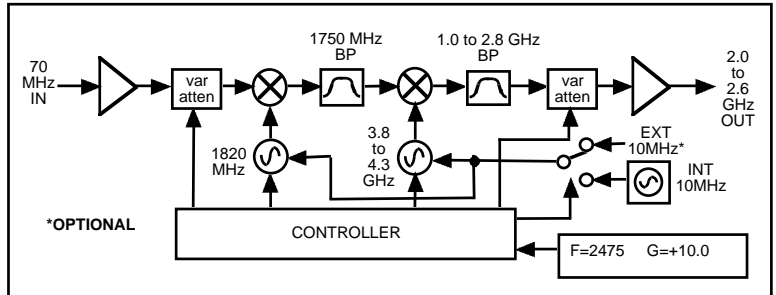 70
MHz
IN
var
atten
1750 MHz
BP
1.0 to 2.8 GHz
BP
var
atten
2.0
to
2.6
GHz
OUT
1820
MHz
3.8
to
4.3
GHz
EXT
10MHz*
INT
10MHz
*OPTIONAL
CONTROLLER
F=2475 G=+10.0